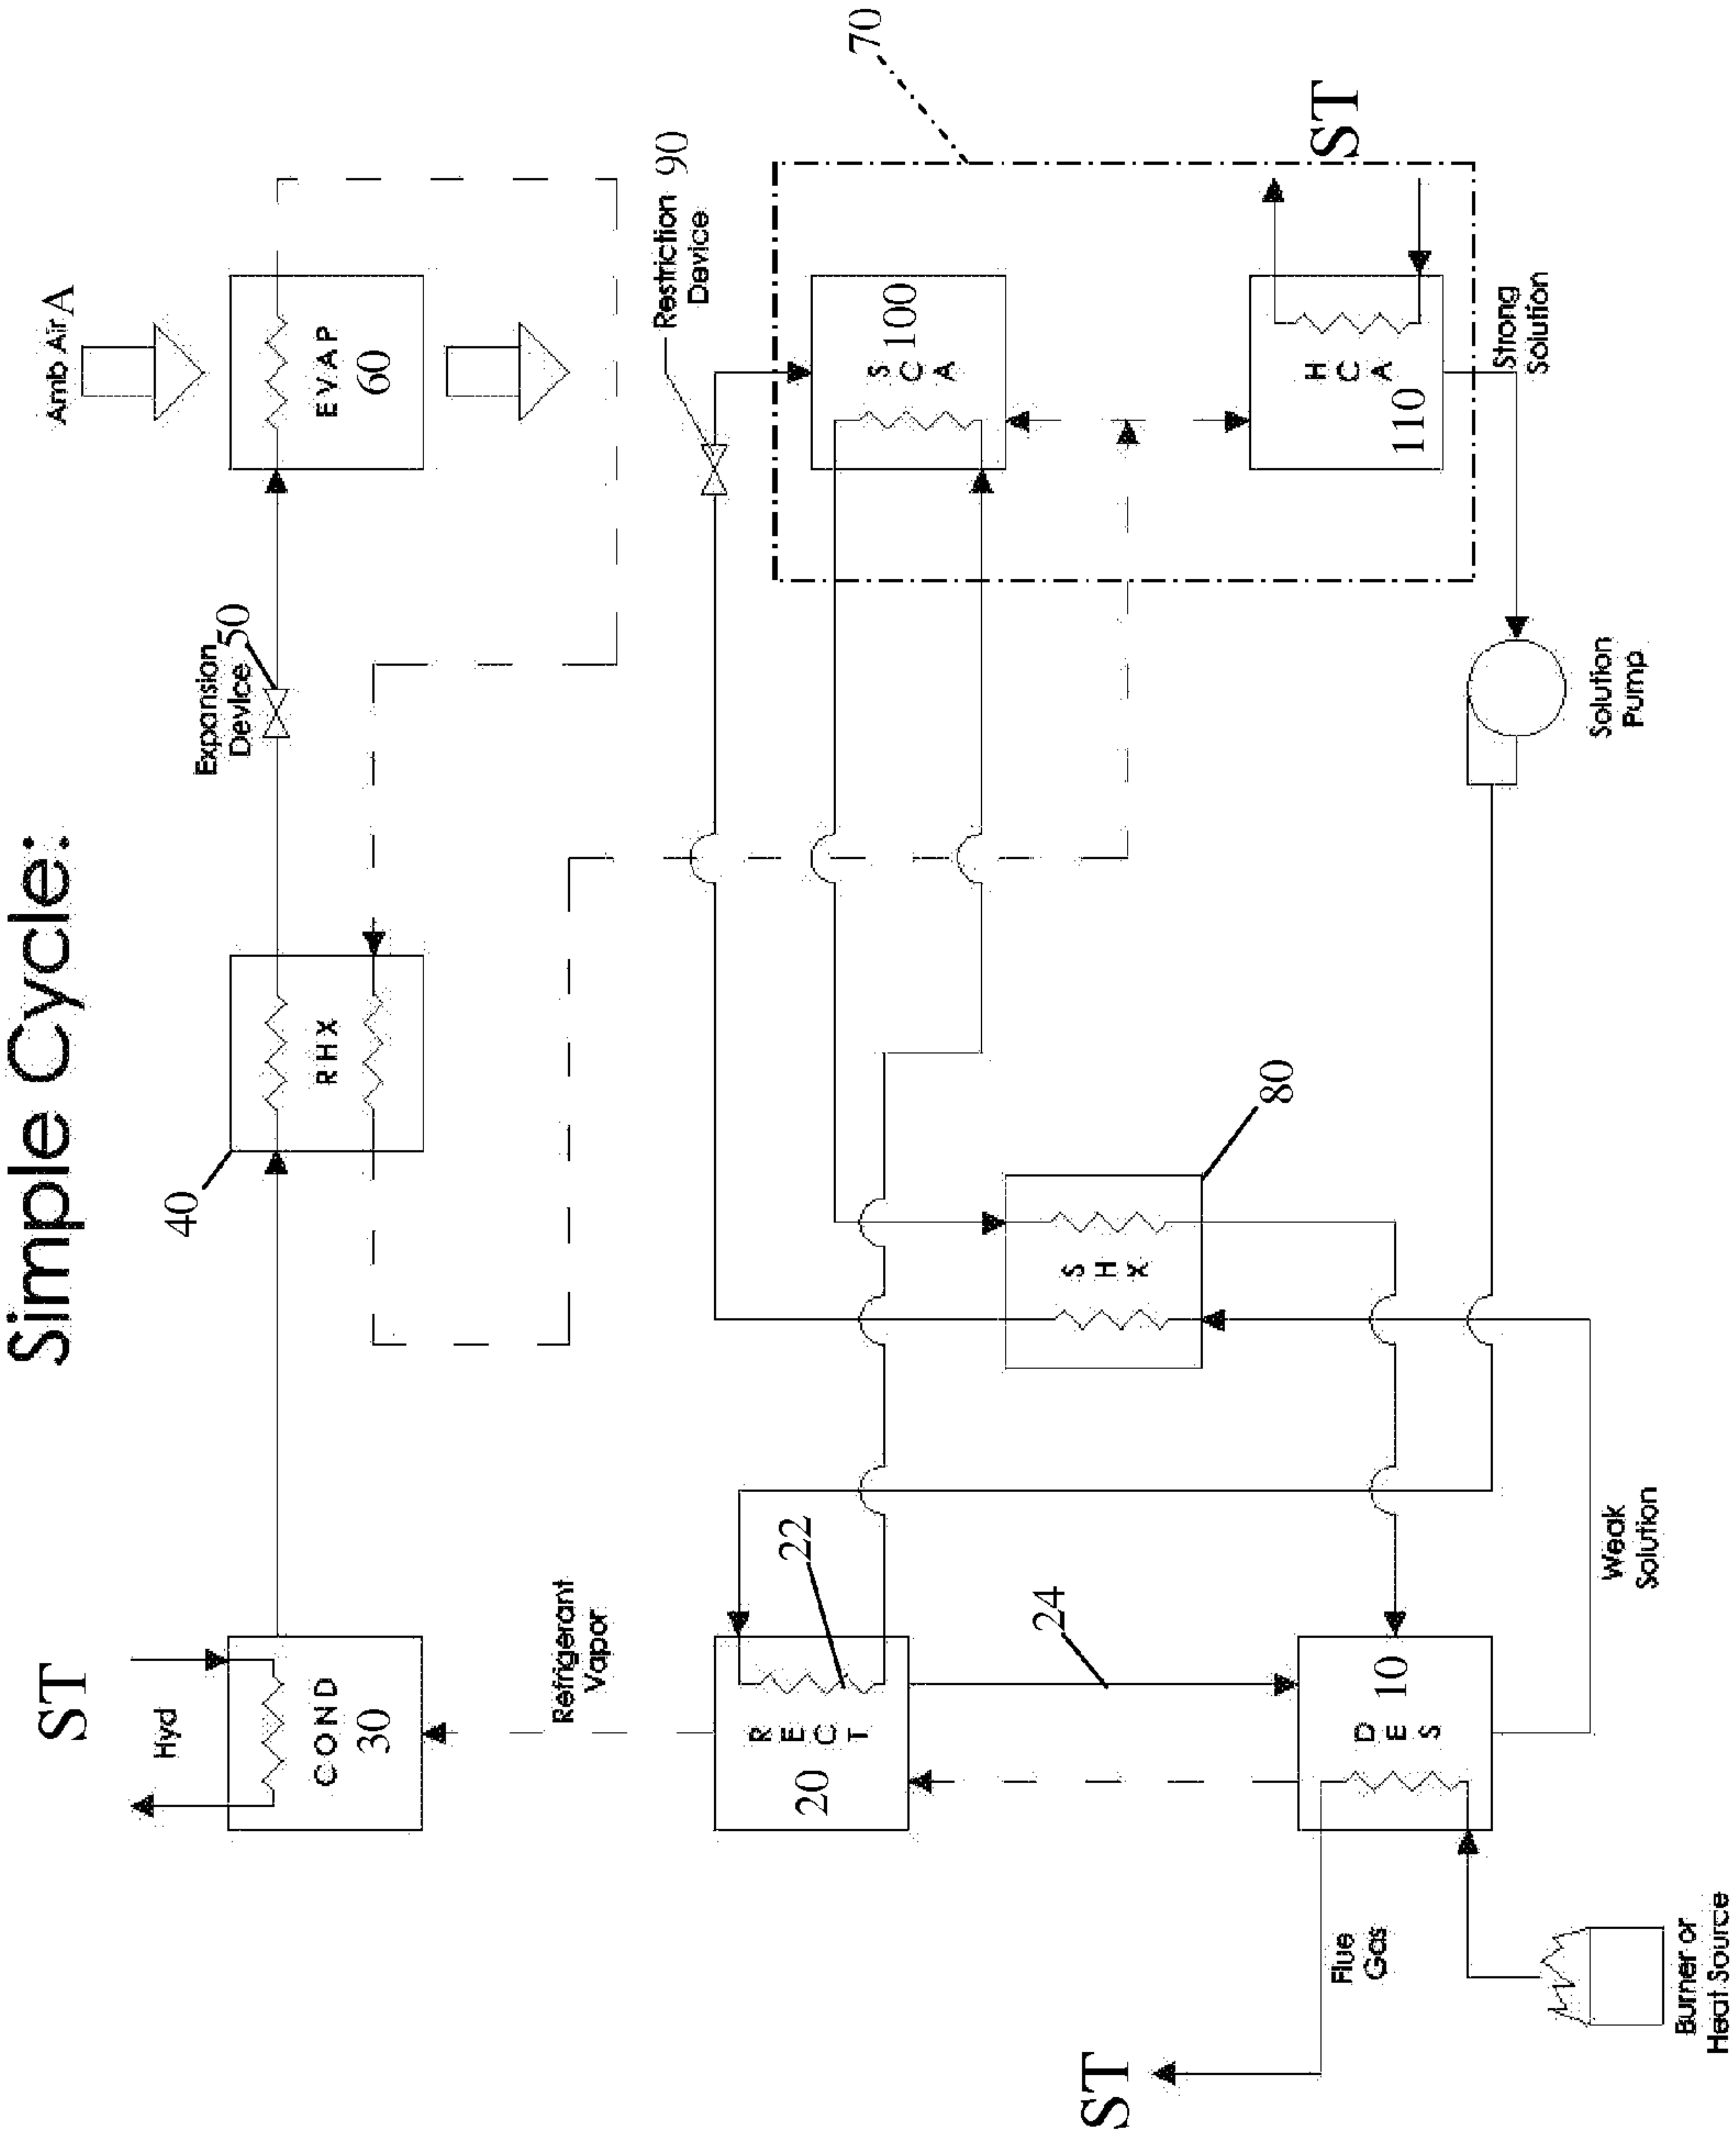 Simple Cycle:
ST
Hyd
Amb Air A
40
Expansion
Device 50
COND
30
RHX
EVAP
60
Refrigerant
Vapor
Restriction 90
Device
70
RECT
20
22
SCA
100
24
SHX
80
ST
Flue
Gas
DES
10
HCA
110
ST
Strong
Solution
Solution
Pump
Weak
Solution
Burner or
Heat Source